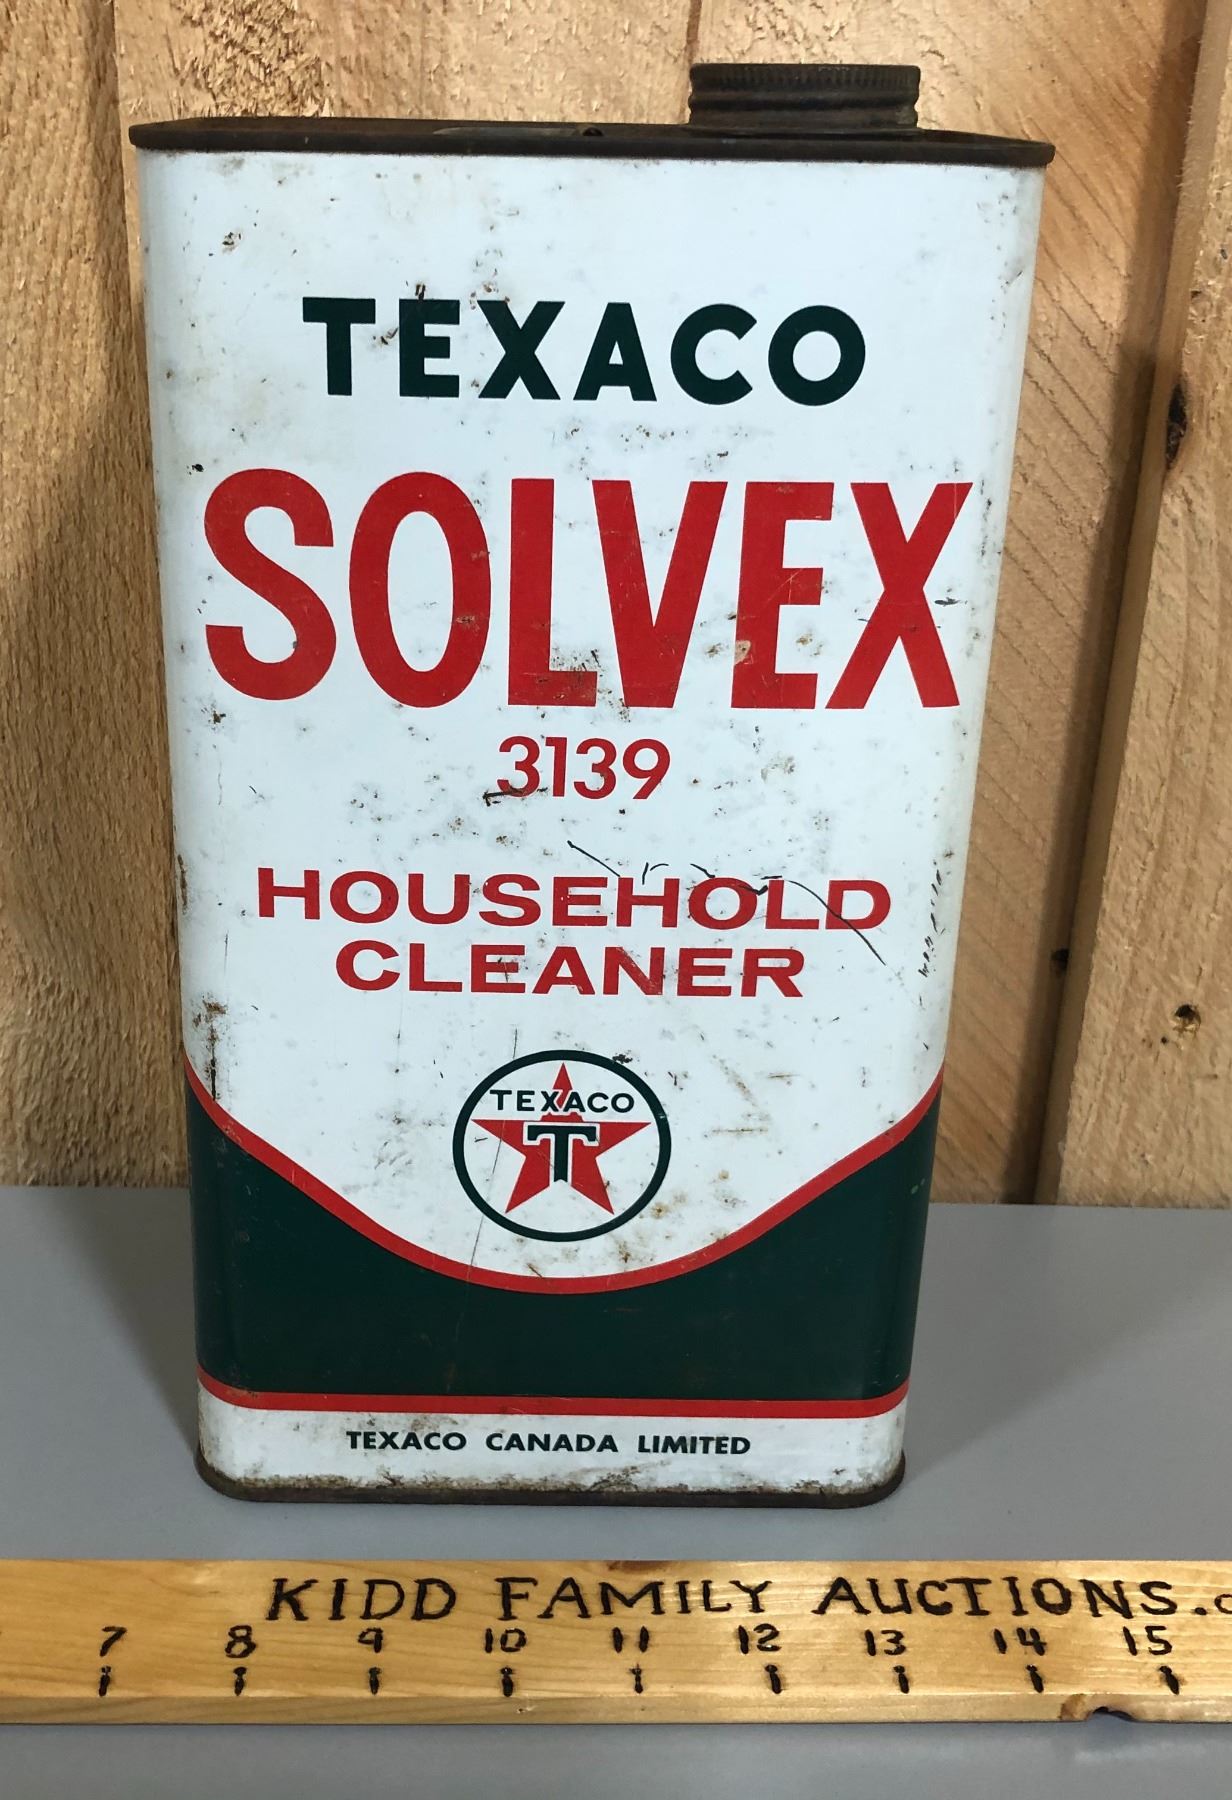 TEXACO
SOLVEX
3139
HOUSEHOLD
CLEANER
TEXACO
T
TEXACO CANADA LIMITED
KIDD FAMILY AUCTIONS.c
7 8 9 10 11 12 13 14 15